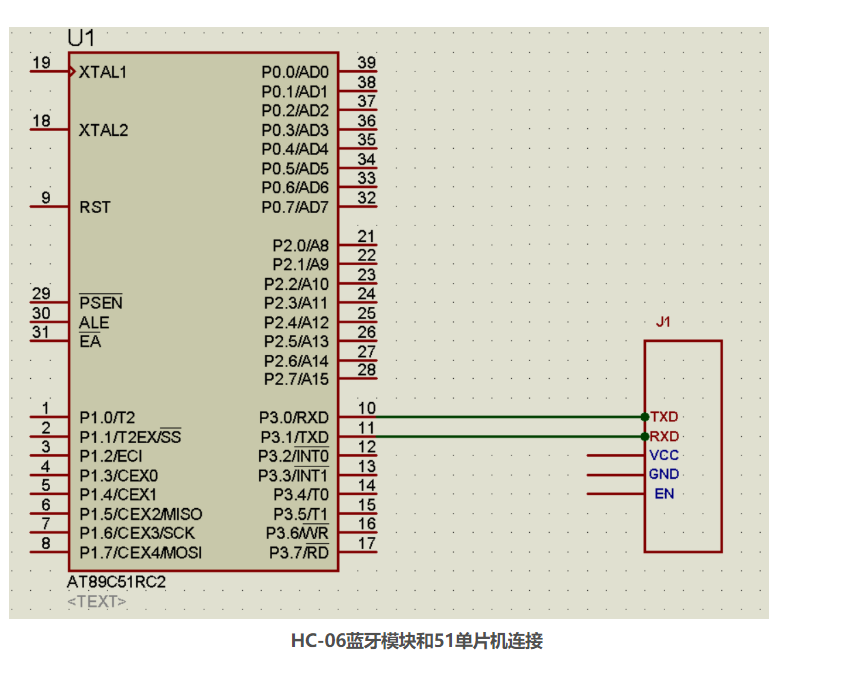 U1
19 XTAL1
18 XTAL2
9 RST
29 PSEN
30 ALE
31 EA
1 P1.0/T2
2 P1.1/T2EX/SS
3 P1.2/ECI
4 P1.3/CEX0
5 P1.4/CEX1
6 P1.5/CEX2/MISO
7 P1.6/CEX3/SCK
8 P1.7/CEX4/MOSI
P0.0/AD0 39
P0.1/AD1 38
P0.2/AD2 37
P0.3/AD3 36
P0.4/AD4 35
P0.5/AD5 34
P0.6/AD6 33
P0.7/AD7 32
P2.0/A8 21
P2.1/A9 22
P2.2/A10 23
P2.3/A11 24
P2.4/A12 25
P2.5/A13 26
P2.6/A14 27
P2.7/A15 28
P3.0/RXD 10
P3.1/TXD 11
P3.2/INT0 12
P3.3/INT1 13
P3.4/T0 14
P3.5/T1 15
P3.6/WR 16
P3.7/RD 17
AT89C51RC2
<TEXT>
J1
TXD
RXD
VCC
GND
EN
HC-06蓝牙模块和51单片机连接